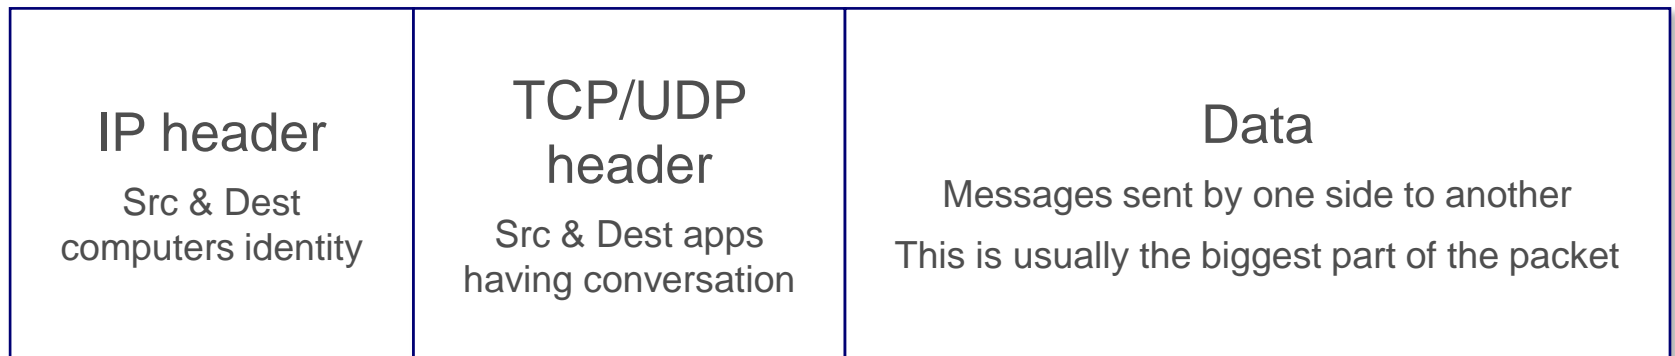 IP header
Src & Dest
computers identity
TCP/UDP
header
Src & Dest apps
having conversation
Data
Messages sent by one side to another
This is usually the biggest part of the packet